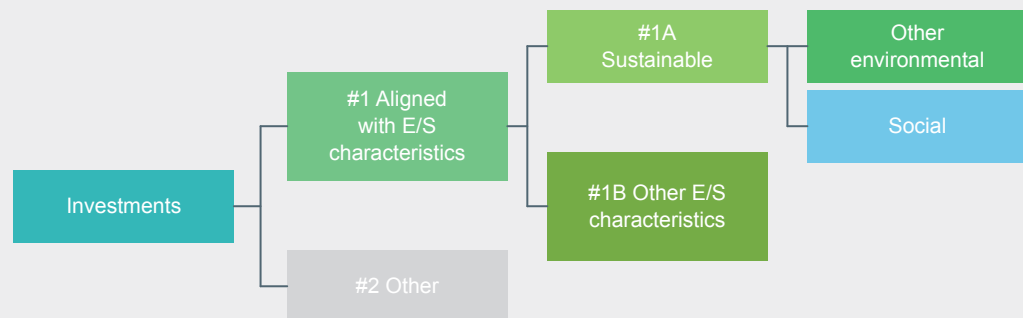 Investments
#1 Aligned
with E/S
characteristics
#2 Other
#1A
Sustainable
#1B Other E/S
characteristics
Other
environmental
Social